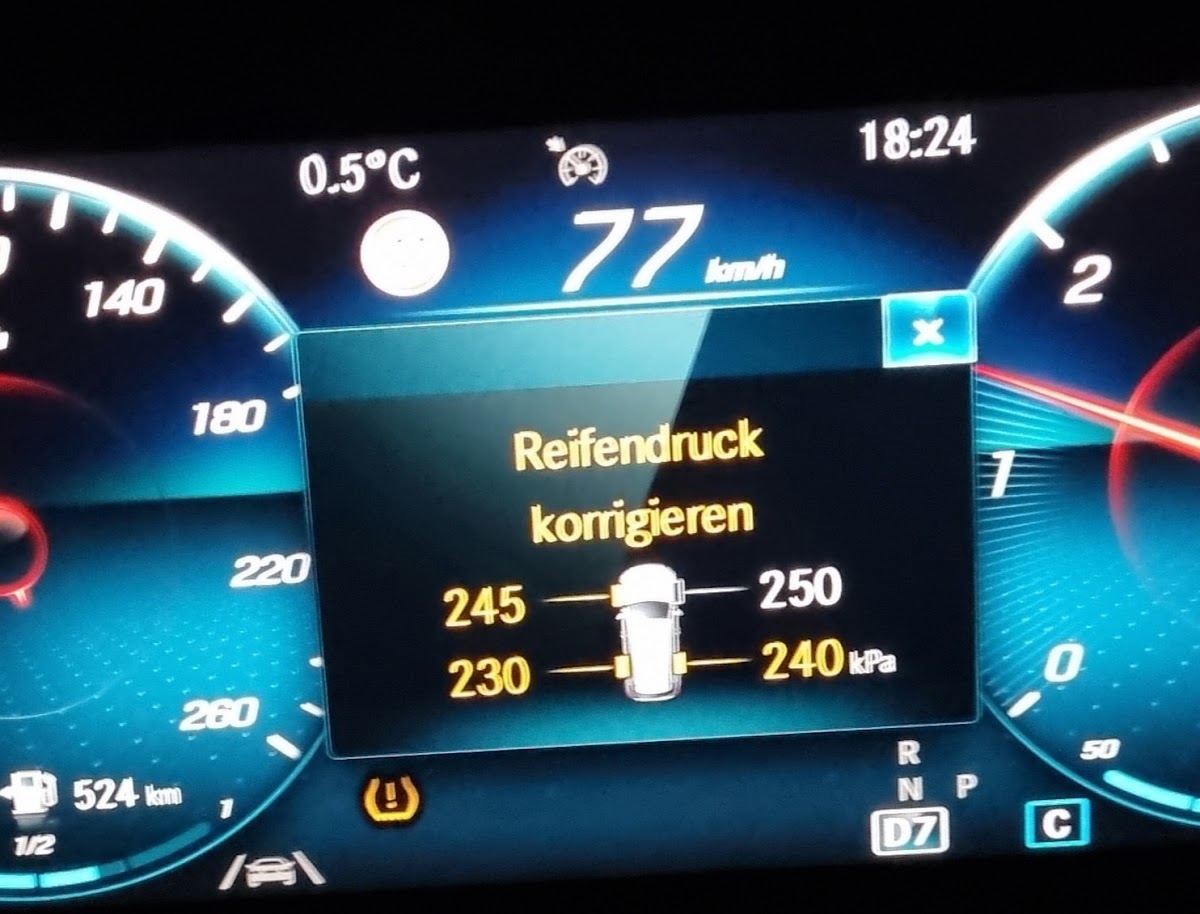 0.5°C
18:24
77 km/h
140
180
220
260
x
Reifendruck
korrigieren
245
250
230
240 kPa
2
1
0
50
524 km
1
1/2
R
N P
D7
C